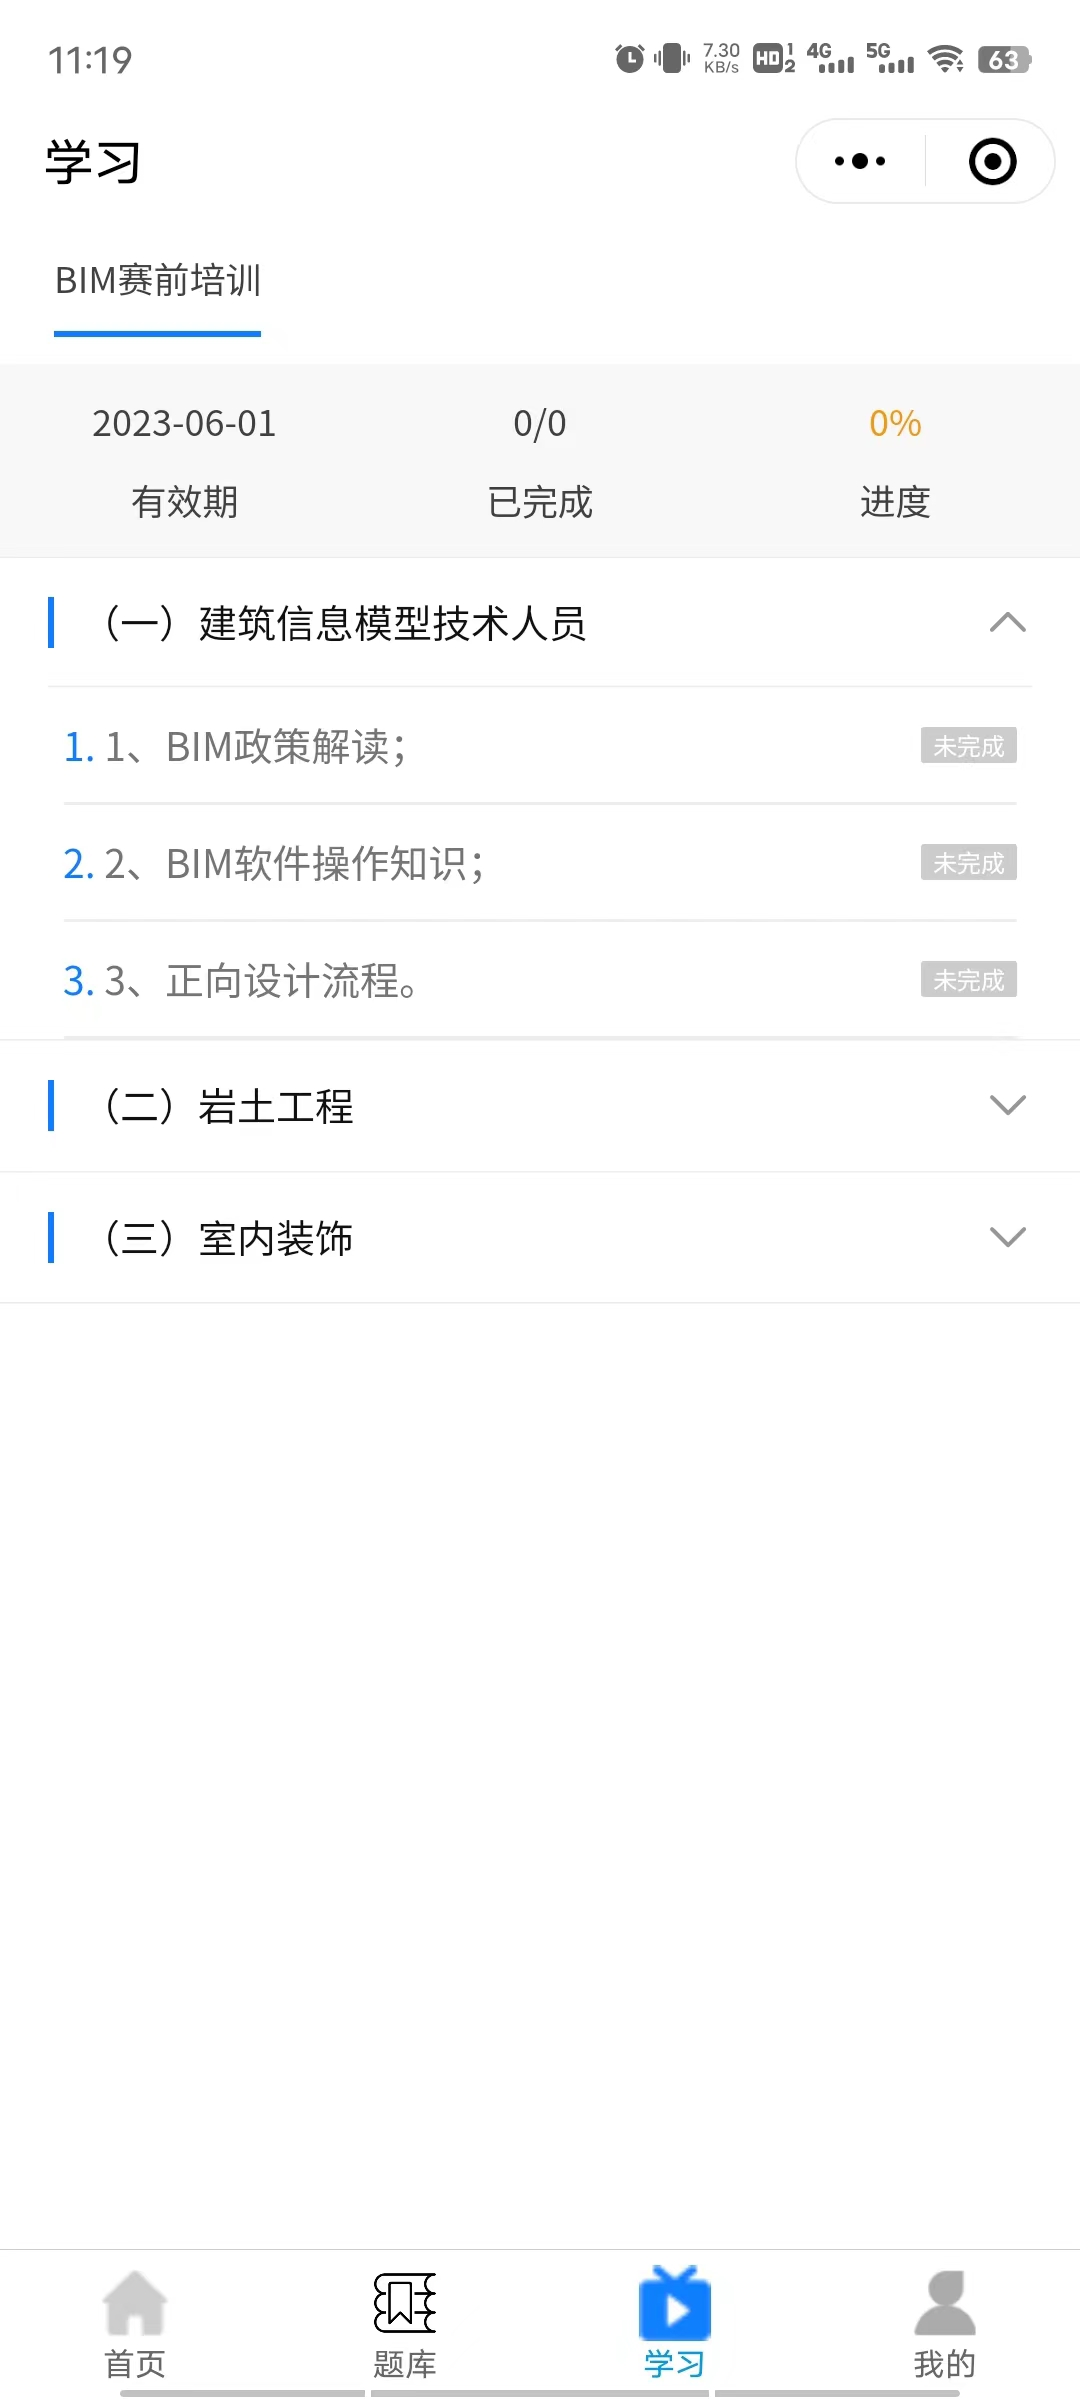 11:19
7.30 KB/s HD 1 2 4G 5G 63
学习
BIM赛前培训
2023-06-01 0/0 0%
有效期 已完成 进度
（一）建筑信息模型技术人员
1. 1、BIM政策解读； 未完成
2. 2、BIM软件操作知识； 未完成
3. 3、正向设计流程。 未完成
（二）岩土工程
（三）室内装饰
首页 题库 学习 我的